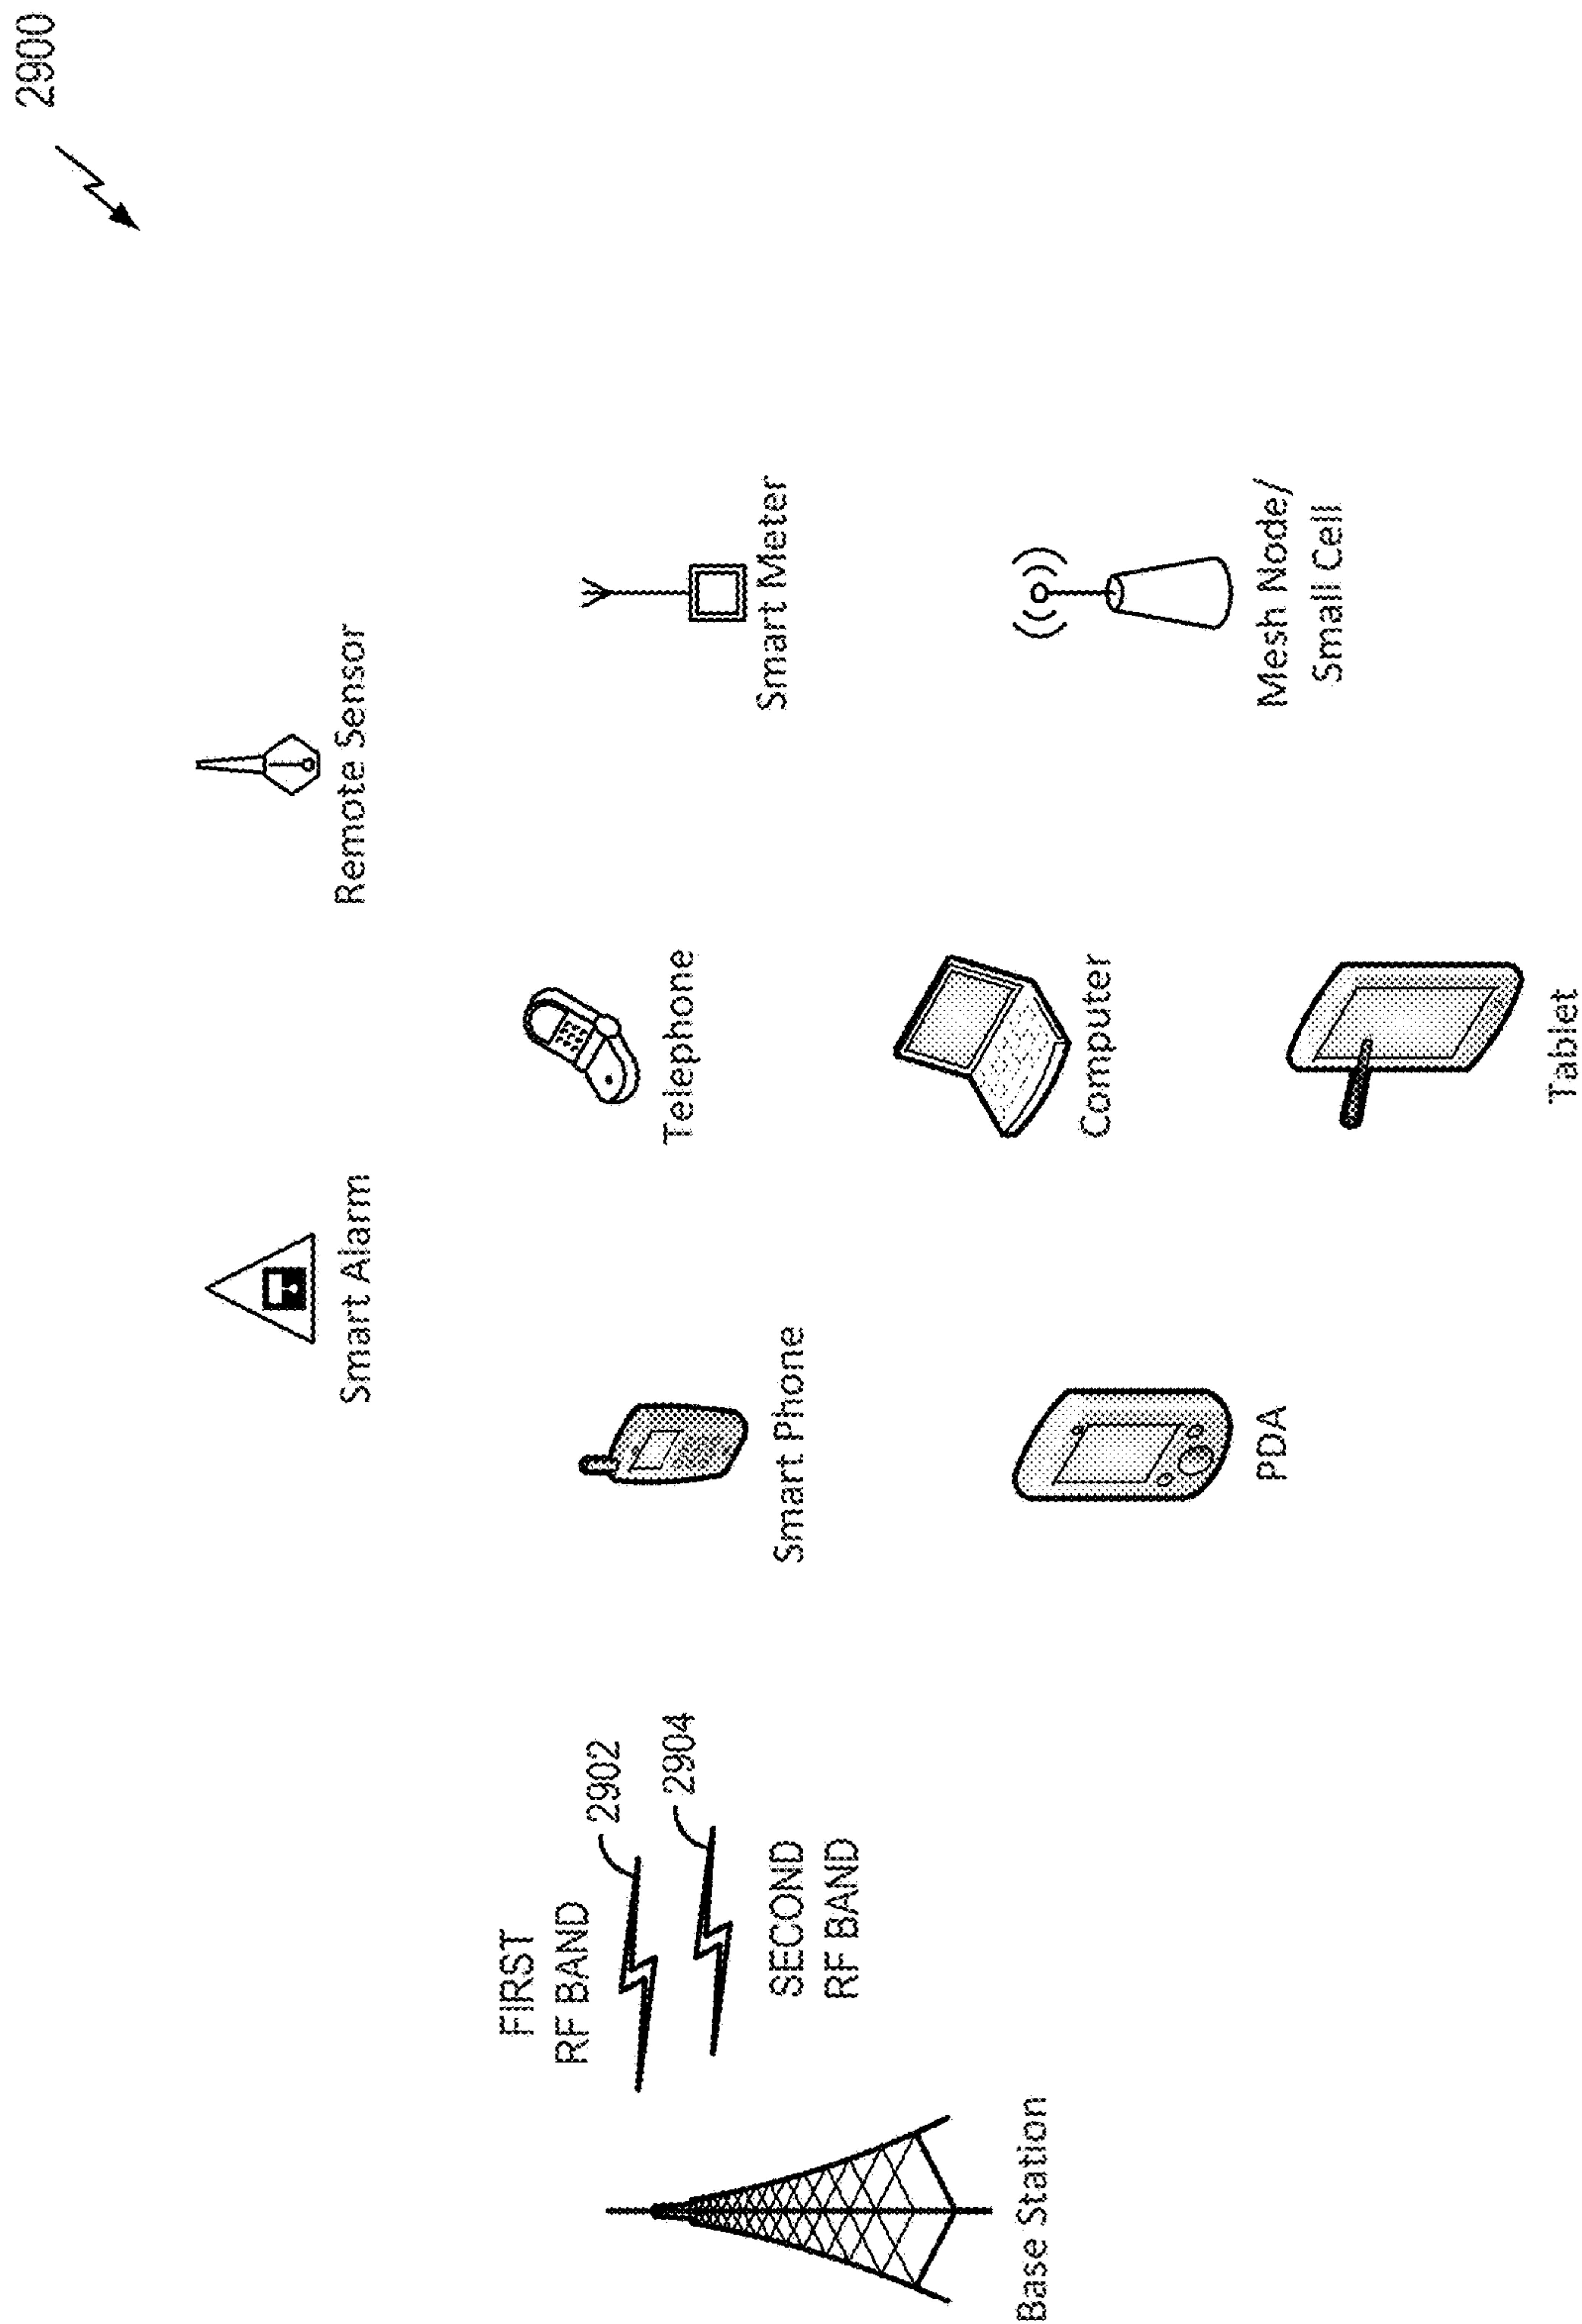 2900
Remote Sensor
Smart Alarm
Smart Meter
Telephone
Smart Phone
2902
FIRST
RF BAND
2904
SECOND
RF BAND
Base Station
Computer
Mesh Node/
Small Cell
PDA
Tablet